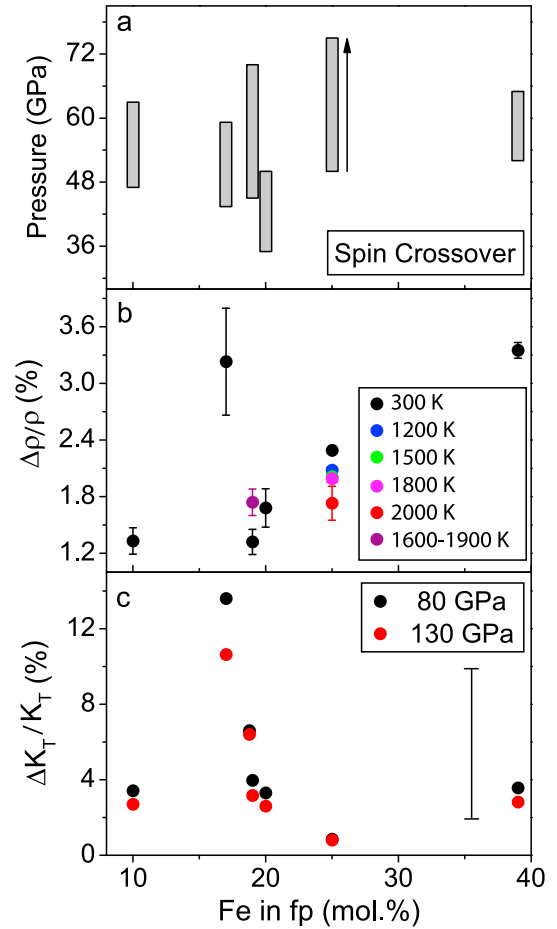 a
Pressure (GPa)
72
60
48
36
Spin Crossover
b
Δρ/ρ (%)
3.6
3.0
2.4
1.8
1.2
300 K
1200 K
1500 K
1800 K
2000 K
1600-1900 K
c
ΔK_T/K_T (%)
12
8
4
0
80 GPa
130 GPa
10
20
30
40
Fe in fp (mol.%)